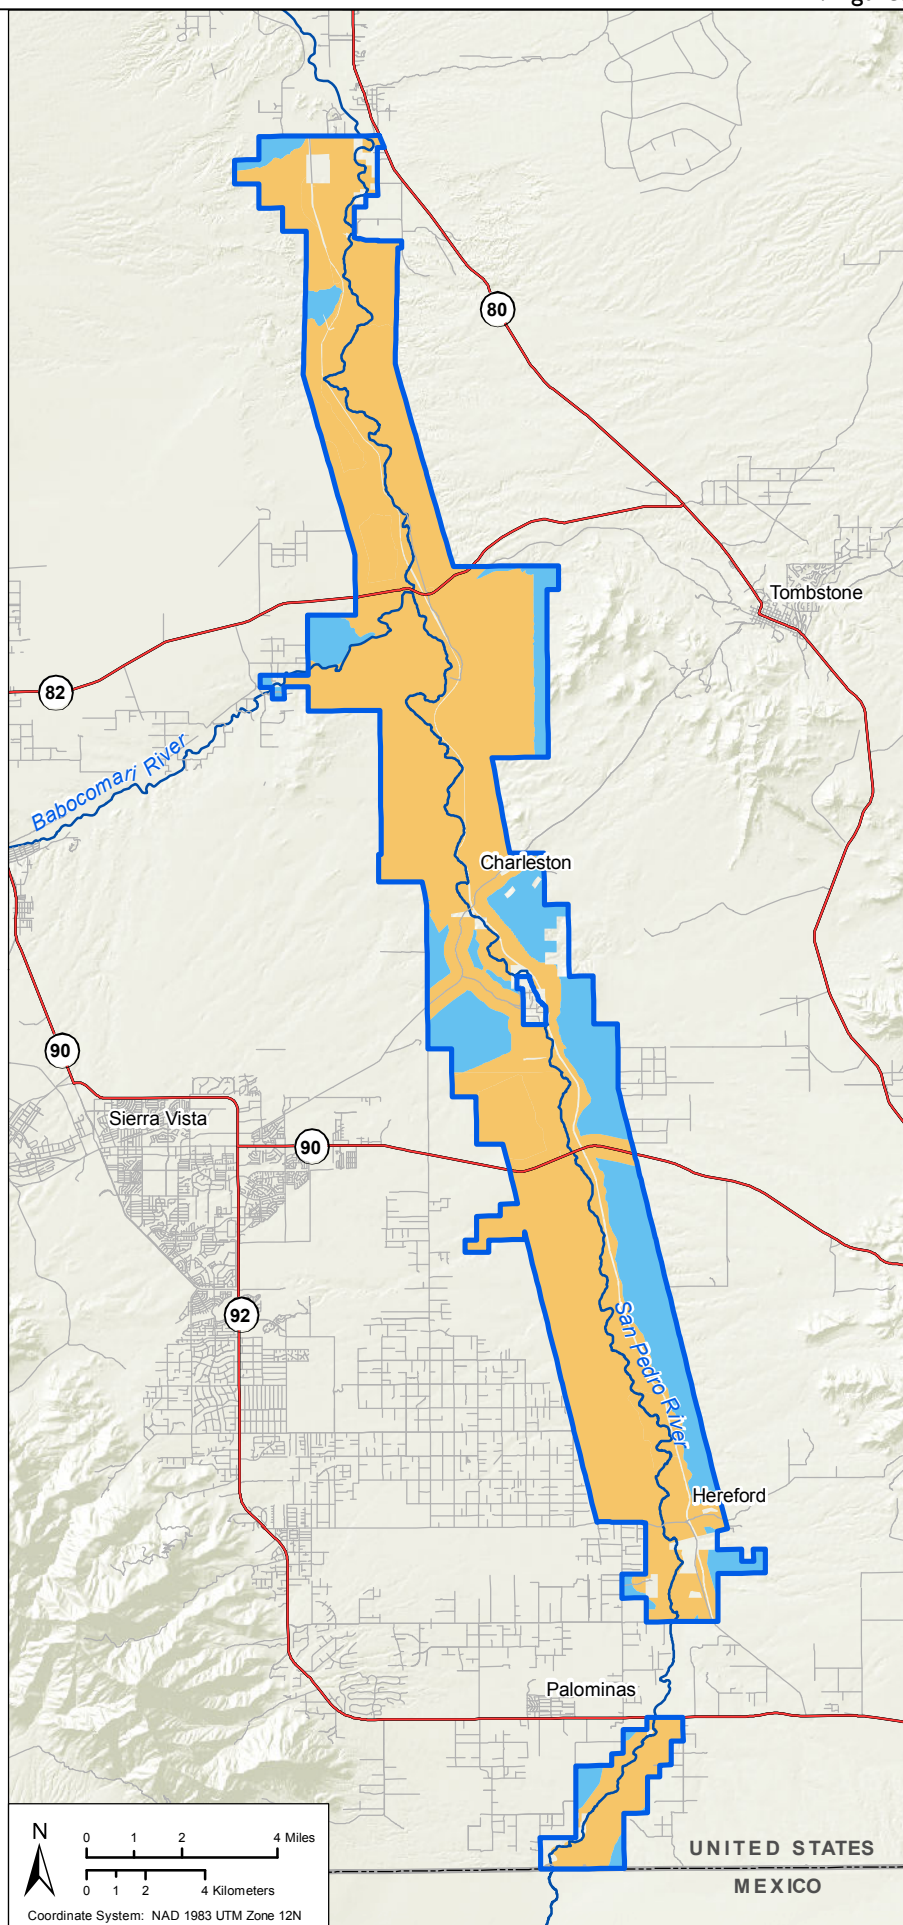 80
Tombstone
82
Babocomari River
Charleston
90
Sierra Vista
90
92
San Pedro River
Hereford
Palominas
N
0 1 2 4 Miles
0 1 2 4 Kilometers
Coordinate System: NAD 1983 UTM Zone 12N
UNITED STATES
MEXICO